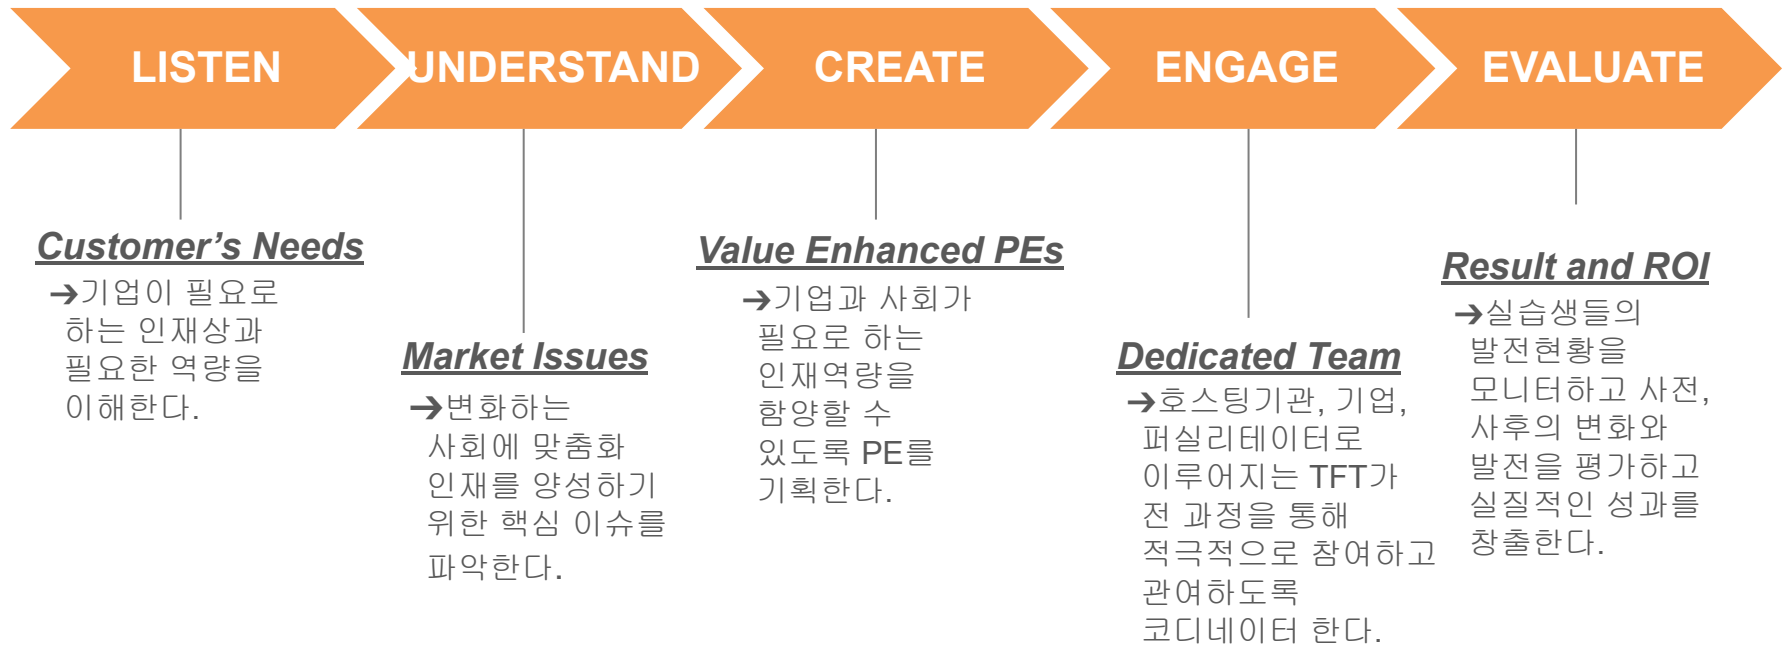 LISTEN
UNDERSTAND
CREATE
ENGAGE
EVALUATE
Customer’s Needs
➔기업이 필요로
하는 인재상과
필요한 역량을
이해한다.
Market Issues
➔변화하는
사회에 맞춤화
인재를 양성하기
위한 핵심 이슈를
파악한다.
Value Enhanced PEs
➔기업과 사회가
필요로 하는
인재역량을
함양할 수
있도록 PE를
기획한다.
Dedicated Team
➔호스팅기관, 기업,
퍼실리테이터로
이루어지는 TFT가
전 과정을 통해
적극적으로 참여하고
관여하도록
코디네이터 한다.
Result and ROI
➔실습생들의
발전현황을
모니터하고 사전,
사후의 변화와
발전을 평가하고
실질적인 성과를
창출한다.